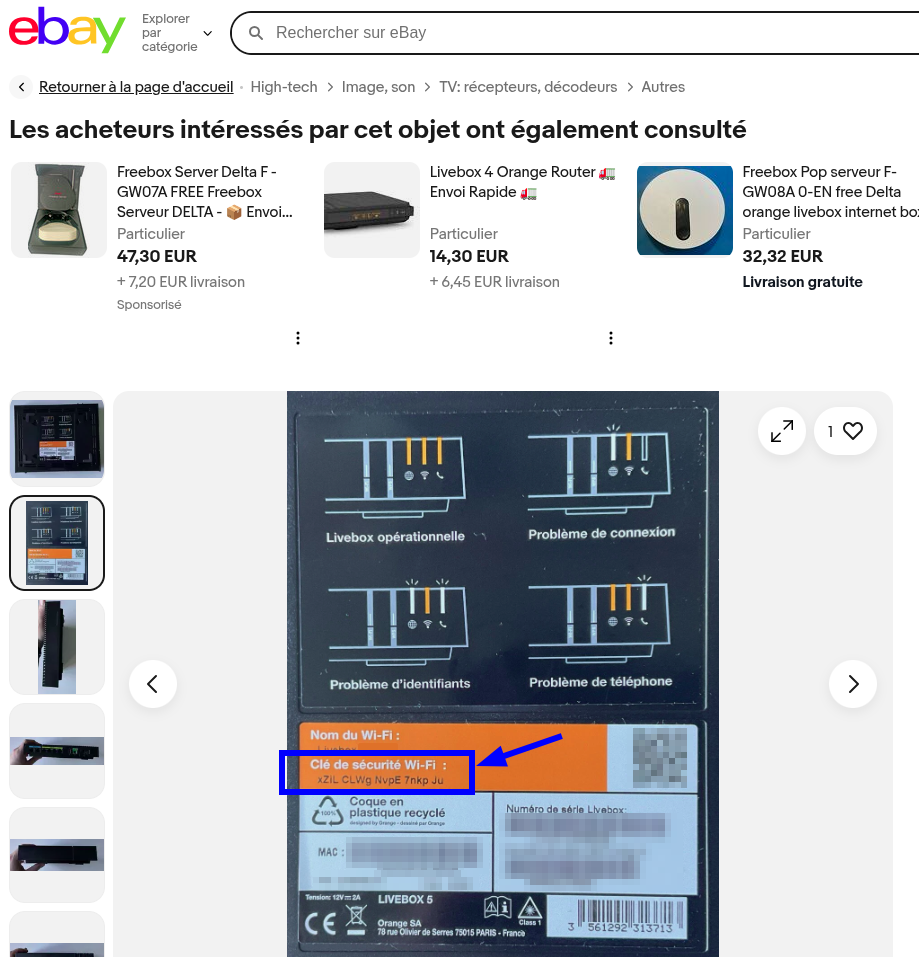 ebay
Explorer
par
catégorie
Rechercher sur eBay
Retourner à la page d'accueil
High-tech
Image, son
TV: récepteurs, décodeurs
Autres
Les acheteurs intéressés par cet objet ont également consulté
Freebox Server Delta F -
GW07A FREE Freebox
Serveur DELTA - 📦 Envoi...
Particulier
47,30 EUR
+ 7,20 EUR livraison
Sponsorisé
Livebox 4 Orange Router 🚛
Envoi Rapide 🚛
Particulier
14,30 EUR
+ 6,45 EUR livraison
Freebox Pop serveur F-
GW08A 0-EN free Delta
orange livebox internet box
Particulier
32,32 EUR
Livraison gratuite
1
Livebox opérationnelle
Problème de connexion
Problème d'identifiants
Problème de téléphone
Nom du Wi-Fi :
Livebox
Clé de sécurité Wi-Fi :
xZiL CLWg NvpE 7nkp Ju
100%
Coque en
plastique recyclé
designed by Orange - dessiné par Orange
MAC :
Numéro de série Livebox:
Tension: 12V⎓2A
LIVEBOX 5
Orange SA
78 rue Olivier de Serres 75015 PARIS - France
CE
Class 1
3 561292 313713